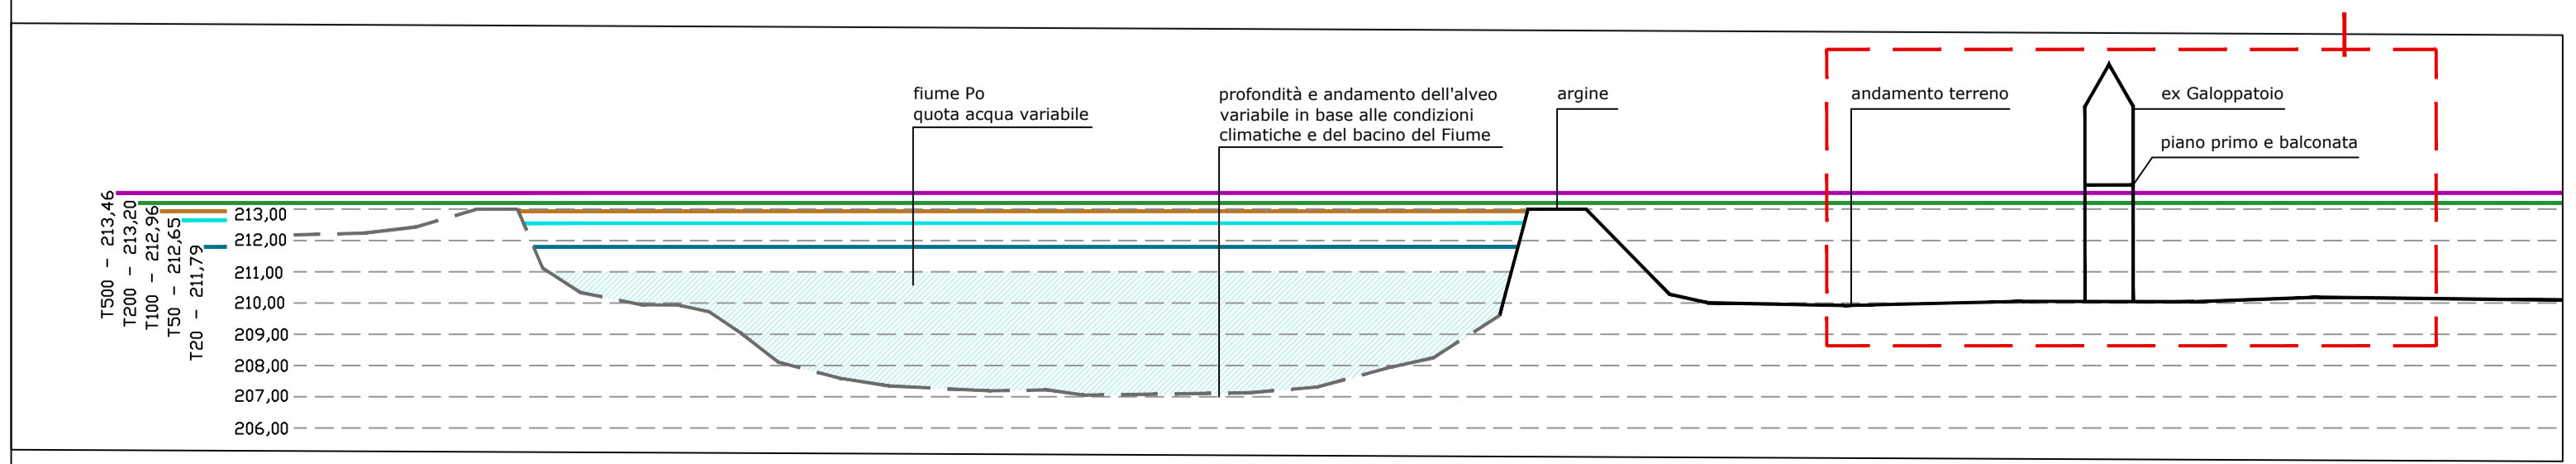 fiume Po
quota acqua variabile
profondità e andamento dell'alveo
variabile in base alle condizioni
climatiche e del bacino del Fiume
argine
andamento terreno
ex Galoppatoio
piano primo e balconata
T500 - 213,46
T200 - 213,20
T100 - 212,96
T50 - 212,65
T20 - 211,79
213,00
212,00
211,00
210,00
209,00
208,00
207,00
206,00